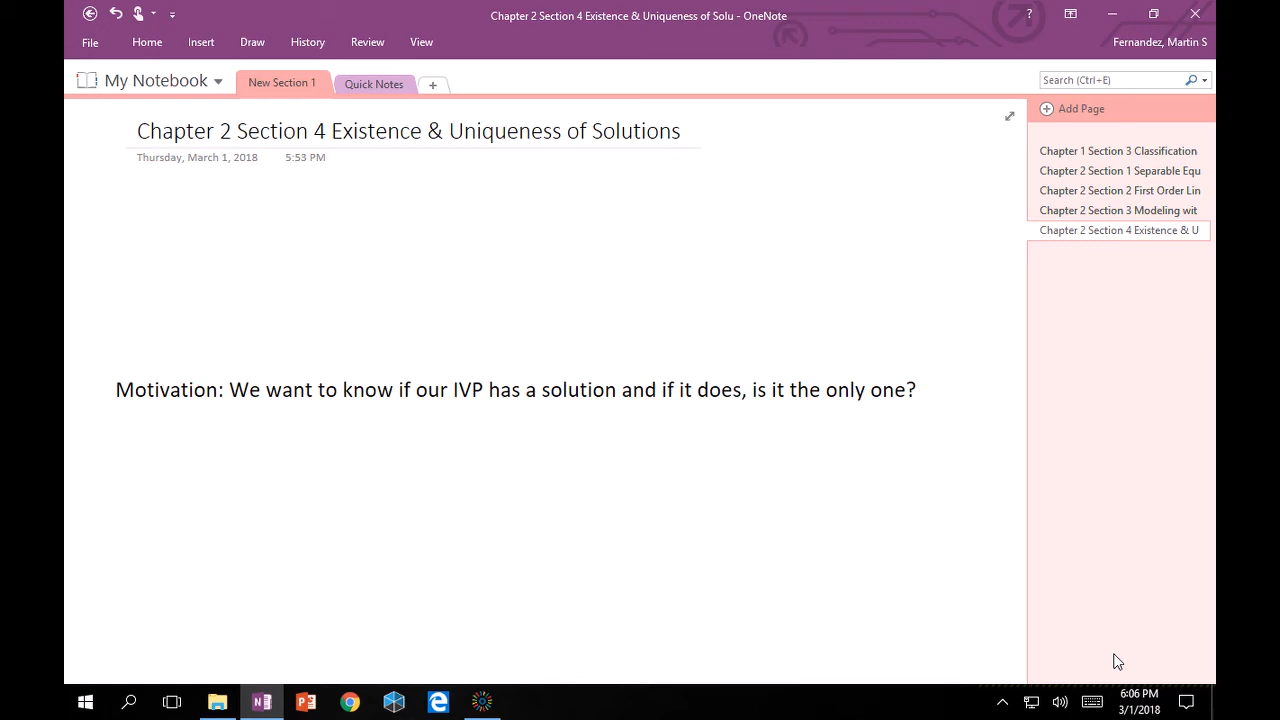 Chapter 2 Section 4 Existence & Uniqueness of Solu - OneNote
?
File Home Insert Draw History Review View
Fernandez, Martin S
My Notebook New Section 1 Quick Notes +
Search (Ctrl+E)
Add Page
Chapter 2 Section 4 Existence & Uniqueness of Solutions
Thursday, March 1, 2018 5:53 PM
Chapter 1 Section 3 Classification
Chapter 2 Section 1 Separable Equ
Chapter 2 Section 2 First Order Lin
Chapter 2 Section 3 Modeling wit
Chapter 2 Section 4 Existence & U
Motivation: We want to know if our IVP has a solution and if it does, is it the only one?
6:06 PM
3/1/2018